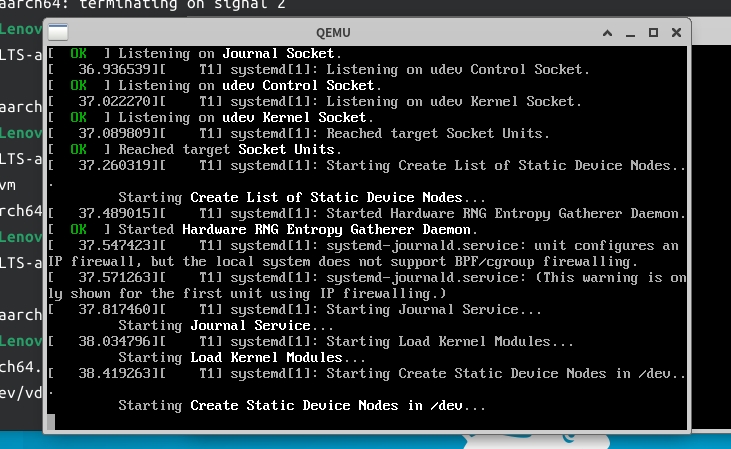 aarch64: terminating on signal 2
QEMU
Lenov
LTS-a
aarch
Lenov
LTS-a
vm
arch64
Lenov
LTS-a
aarch
Lenov
rch64.
ev/vd
[  OK  ] Listening on Journal Socket.
[   36.936539][    T1] systemd[1]: Listening on udev Control Socket.
[  OK  ] Listening on udev Control Socket.
[   37.022270][    T1] systemd[1]: Listening on udev Kernel Socket.
[  OK  ] Listening on udev Kernel Socket.
[   37.089809][    T1] systemd[1]: Reached target Socket Units.
[  OK  ] Reached target Socket Units.
[   37.260319][    T1] systemd[1]: Starting Create List of Static Device Nodes..
.
Starting Create List of Static Device Nodes...
[   37.489015][    T1] systemd[1]: Started Hardware RNG Entropy Gatherer Daemon.
[  OK  ] Started Hardware RNG Entropy Gatherer Daemon.
[   37.547423][    T1] systemd[1]: systemd-journald.service: unit configures an
IP firewall, but the local system does not support BPF/cgroup firewalling.
[   37.571263][    T1] systemd[1]: systemd-journald.service: (This warning is on
ly shown for the first unit using IP firewalling.)
[   37.817460][    T1] systemd[1]: Starting Journal Service...
Starting Journal Service...
[   38.034796][    T1] systemd[1]: Starting Load Kernel Modules...
Starting Load Kernel Modules...
[   38.419263][    T1] systemd[1]: Starting Create Static Device Nodes in /dev..
.
Starting Create Static Device Nodes in /dev...